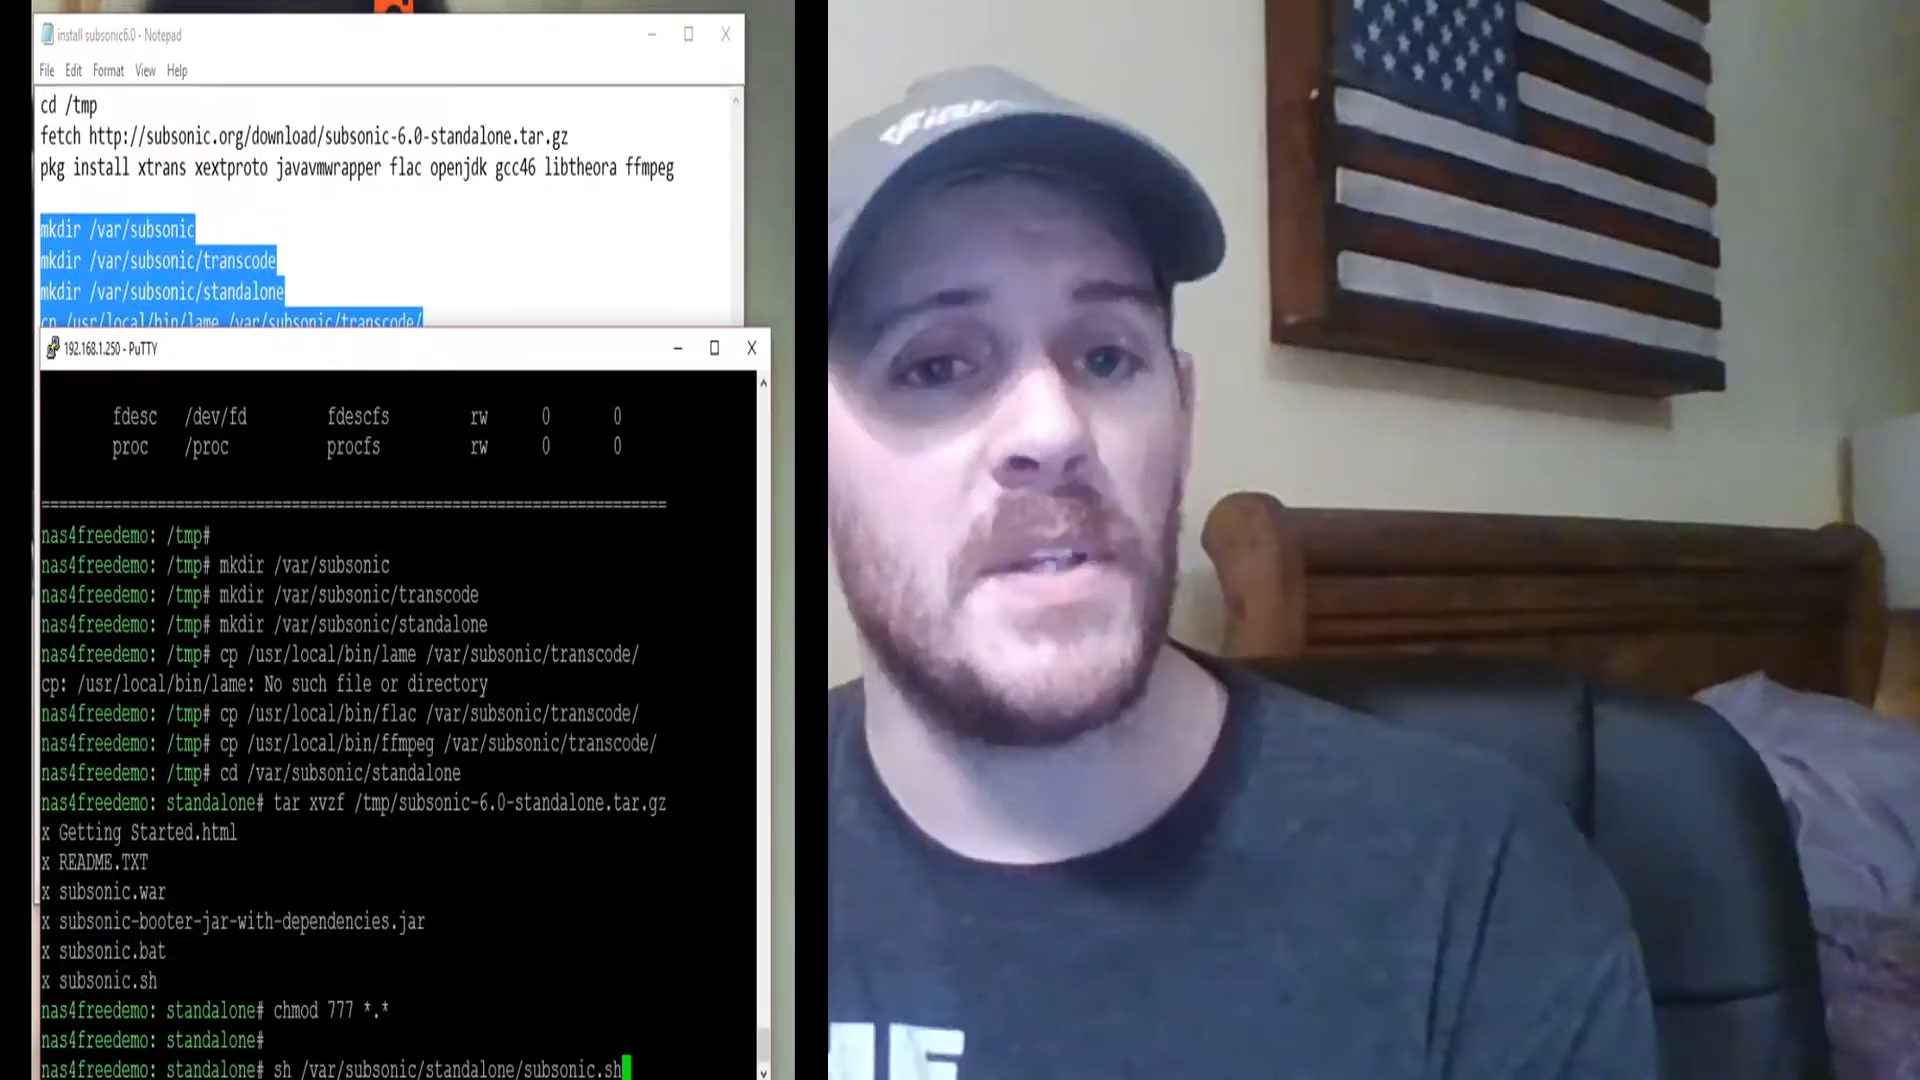 install subsonic6.0 - Notepad
File Edit Format View Help
cd /tmp
fetch http://subsonic.org/download/subsonic-6.0-standalone.tar.gz
pkg install xtrans xextproto javavmwrapper flac openjdk gcc46 libtheora ffmpeg
mkdir /var/subsonic
mkdir /var/subsonic/transcode
mkdir /var/subsonic/standalone
cp /usr/local/bin/lame /var/subsonic/transcode/
192.168.1.250 - PuTTY
fdesc /dev/fd fdescfs rw 0 0
proc /proc procfs rw 0 0
======================================================================
nas4freedemo: /tmp#
nas4freedemo: /tmp# mkdir /var/subsonic
nas4freedemo: /tmp# mkdir /var/subsonic/transcode
nas4freedemo: /tmp# mkdir /var/subsonic/standalone
nas4freedemo: /tmp# cp /usr/local/bin/lame /var/subsonic/transcode/
cp: /usr/local/bin/lame: No such file or directory
nas4freedemo: /tmp# cp /usr/local/bin/flac /var/subsonic/transcode/
nas4freedemo: /tmp# cp /usr/local/bin/ffmpeg /var/subsonic/transcode/
nas4freedemo: /tmp# cd /var/subsonic/standalone
nas4freedemo: standalone# tar xvzf /tmp/subsonic-6.0-standalone.tar.gz
x Getting Started.html
x README.TXT
x subsonic.war
x subsonic-booter-jar-with-dependencies.jar
x subsonic.bat
x subsonic.sh
nas4freedemo: standalone# chmod 777 *.*
nas4freedemo: standalone#
nas4freedemo: standalone# sh /var/subsonic/standalone/subsonic.sh